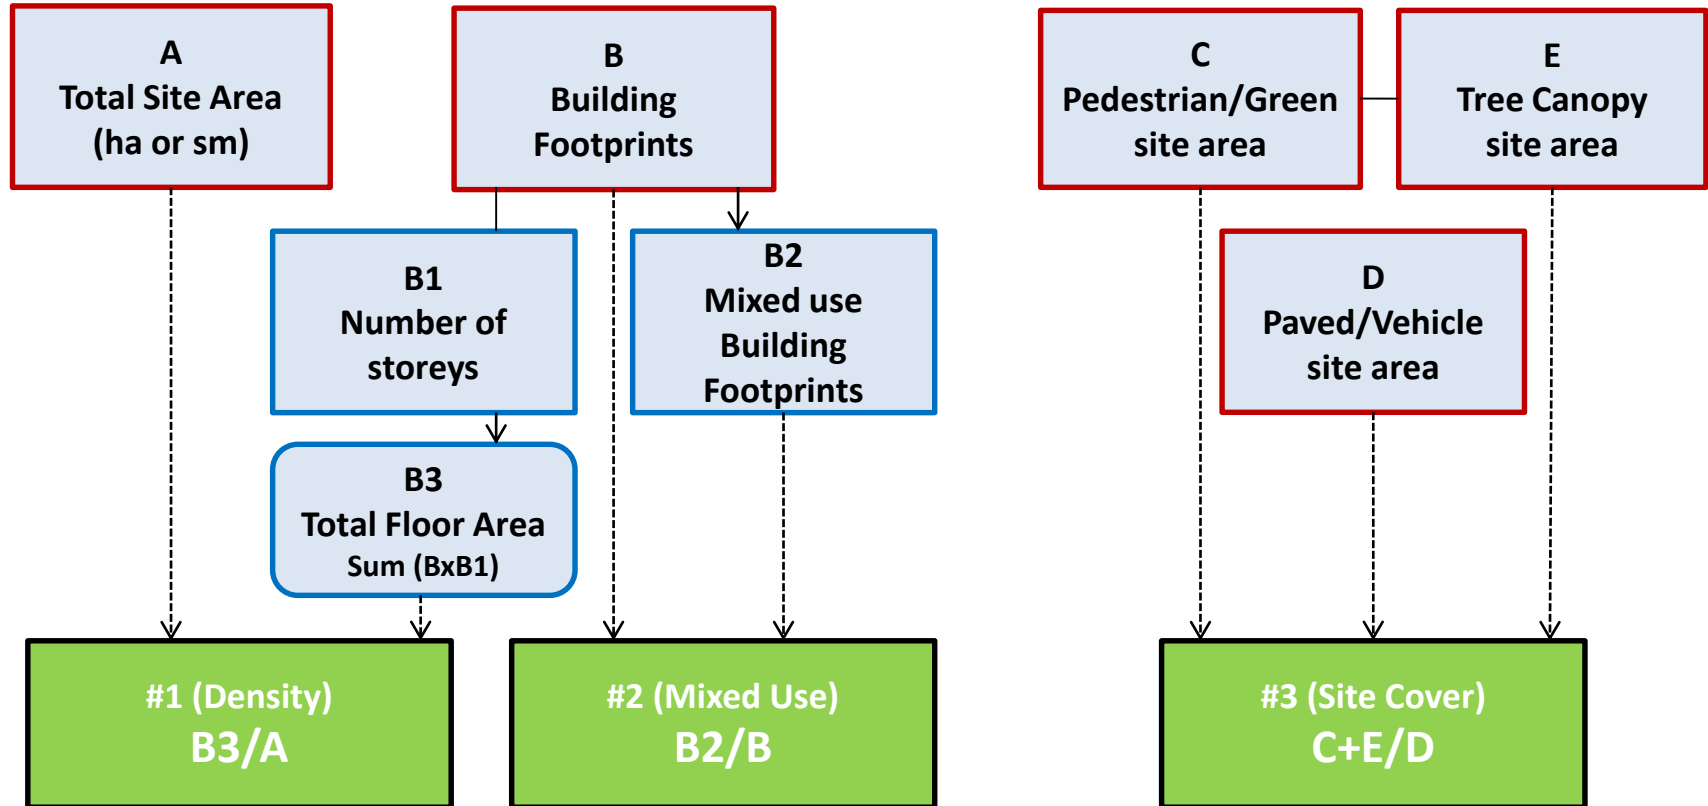 A
Total Site Area
(ha or sm)
B
Building
Footprints
C
Pedestrian/Green
site area
E
Tree Canopy
site area
B1
Number of
storeys
B2
Mixed use
Building
Footprints
D
Paved/Vehicle
site area
B3
Total Floor Area
Sum (BxB1)
#1 (Density)
B3/A
#2 (Mixed Use)
B2/B
#3 (Site Cover)
C+E/D